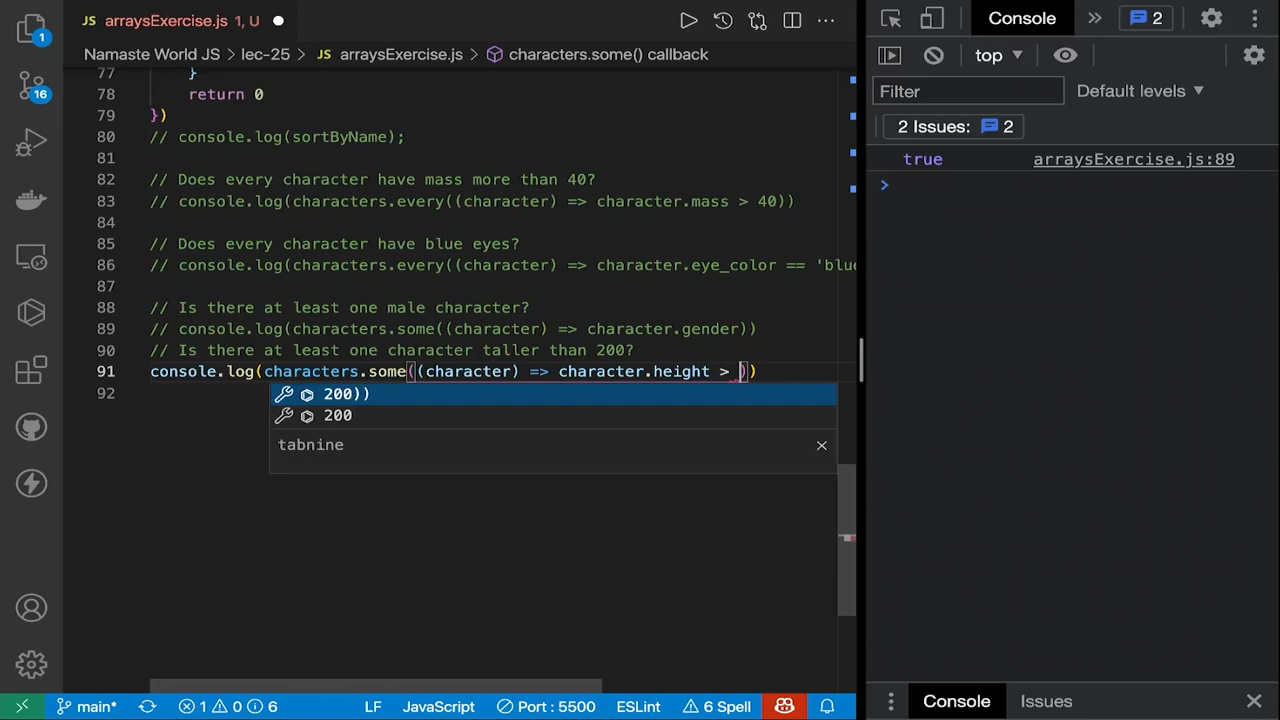 arraysExercise.js 1, U
Namaste World JS > lec-25 > JS arraysExercise.js > characters.some() callback
77 }
78 return 0
79 })
80 // console.log(sortByName);
81
82 // Does every character have mass more than 40?
83 // console.log(characters.every((character) => character.mass > 40))
84
85 // Does every character have blue eyes?
86 // console.log(characters.every((character) => character.eye_color == 'blue
87
88 // Is there at least one male character?
89 // console.log(characters.some((character) => character.gender))
90 // Is there at least one character taller than 200?
91 console.log(characters.some((character) => character.height > ))
92
200))
200
tabnine
1
16
main* 1 0 6 LF JavaScript Port : 5500 ESLint 6 Spell
Console 2
top
Filter Default levels
2 Issues: 2
true arraysExercise.js:89
>
Console Issues